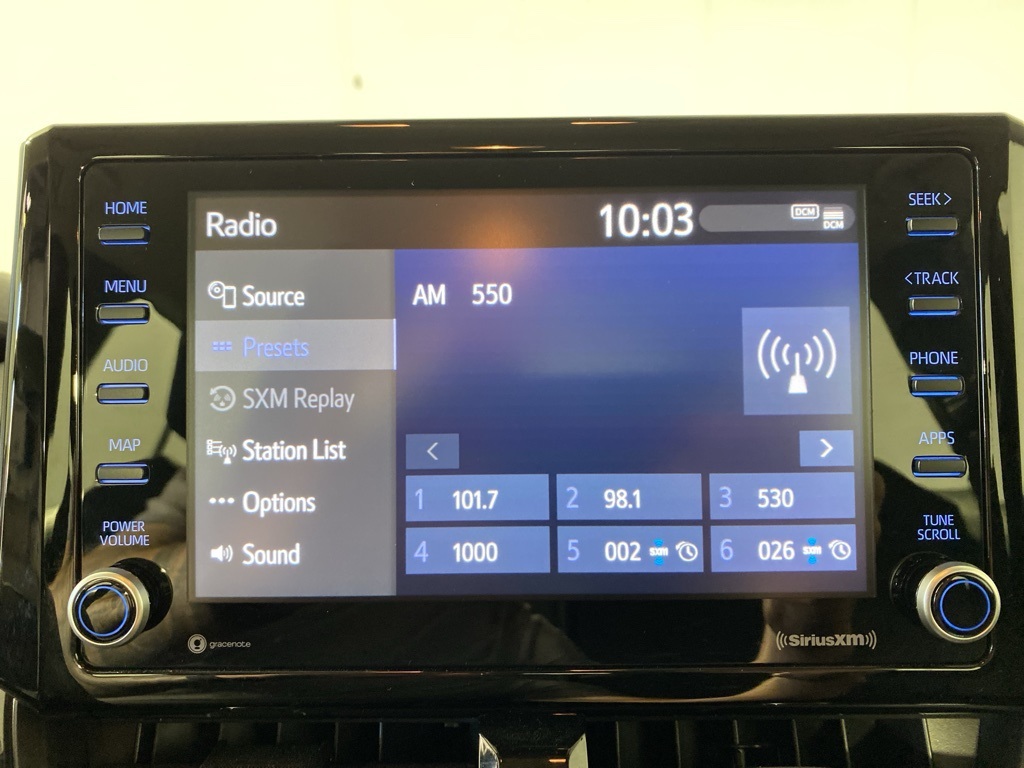 HOME
MENU
AUDIO
MAP
POWER
VOLUME
Radio
10:03
DCM
DCM
Source
Presets
SXM Replay
Station List
Options
Sound
AM 550
<
>
1 101.7
2 98.1
3 530
4 1000
5 002 sxm
6 026 sxm
SEEK >
< TRACK
PHONE
APPS
TUNE
SCROLL
gracenote
((SiriusXM))